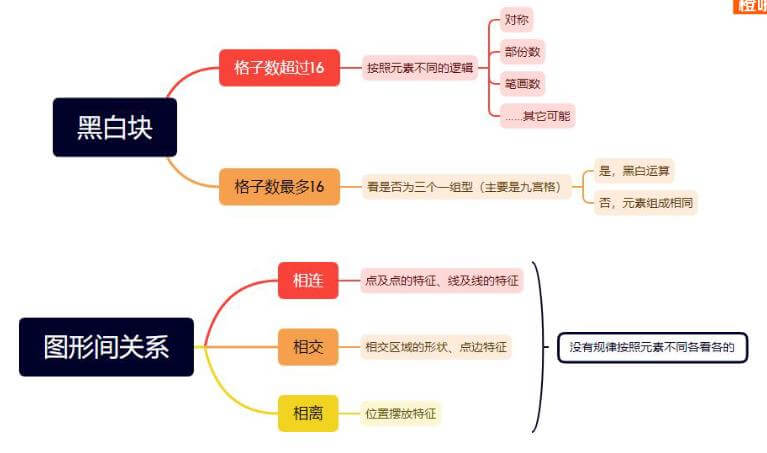 橙啦
对称
格子数超过16
按照元素不同的逻辑
部份数
笔画数
……其它可能
黑白块
格子数最多16
看是否为三个一组型（主要是九宫格）
是，黑白运算
否，元素组成相同
相连
点及点的特征、线及线的特征
图形间关系
相交
相交区域的形状、点边特征
没有规律按照元素不同各看各的
相离
位置摆放特征